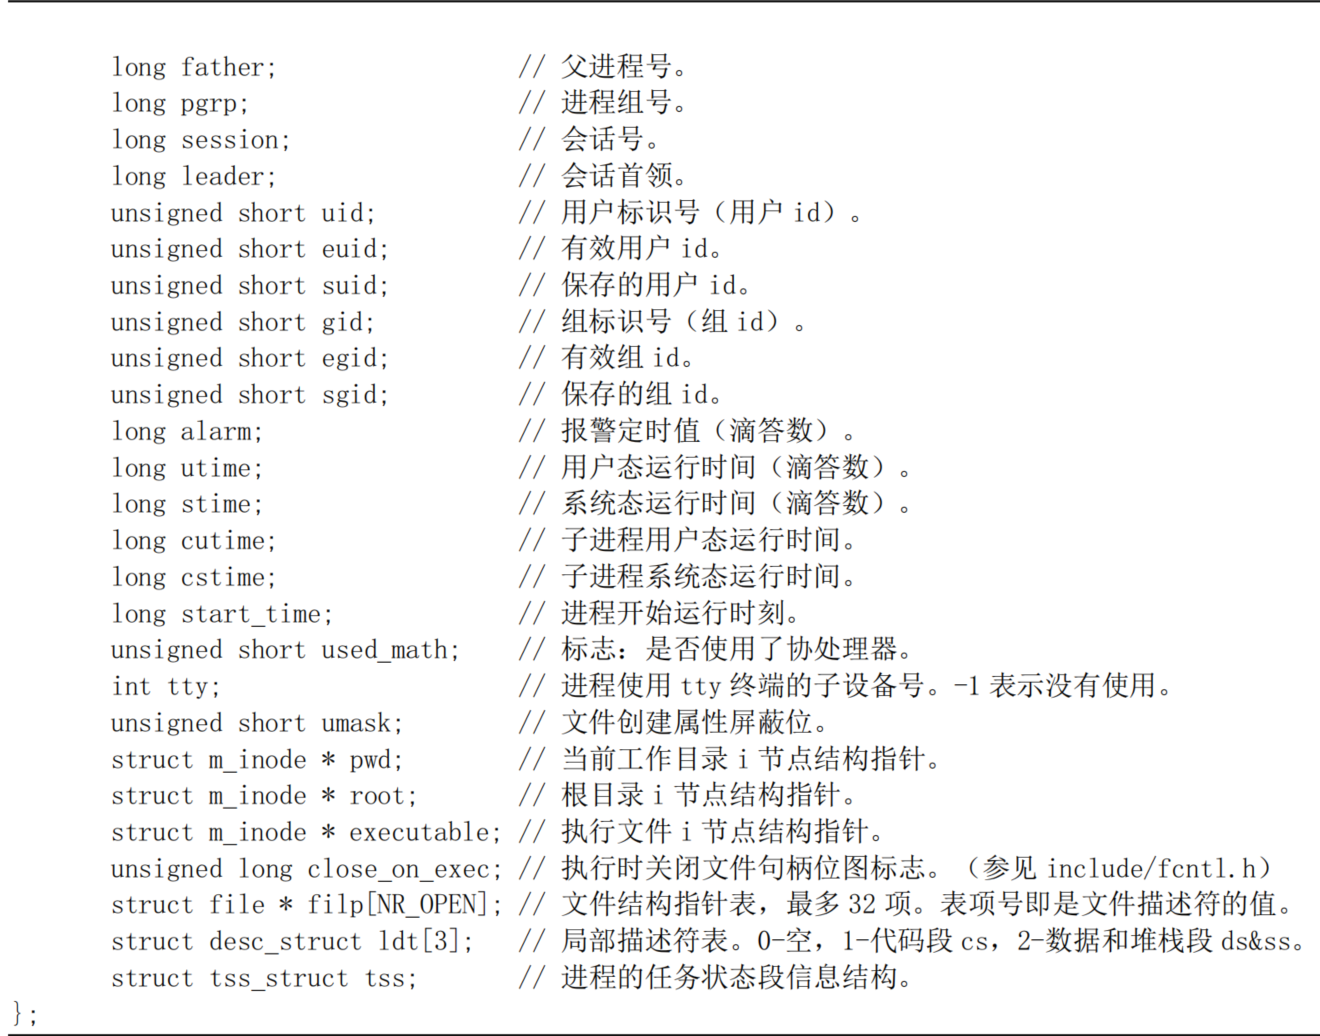 long father; // 父进程号。
long pgrp; // 进程组号。
long session; // 会话号。
long leader; // 会话首领。
unsigned short uid; // 用户标识号（用户 id）。
unsigned short euid; // 有效用户 id。
unsigned short suid; // 保存的用户 id。
unsigned short gid; // 组标识号（组 id）。
unsigned short egid; // 有效组 id。
unsigned short sgid; // 保存的组 id。
long alarm; // 报警定时值（滴答数）。
long utime; // 用户态运行时间（滴答数）。
long stime; // 系统态运行时间（滴答数）。
long cutime; // 子进程用户态运行时间。
long cstime; // 子进程系统态运行时间。
long start_time; // 进程开始运行时刻。
unsigned short used_math; // 标志：是否使用了协处理器。
int tty; // 进程使用 tty 终端的子设备号。-1 表示没有使用。
unsigned short umask; // 文件创建属性屏蔽位。
struct m_inode * pwd; // 当前工作目录 i 节点结构指针。
struct m_inode * root; // 根目录 i 节点结构指针。
struct m_inode * executable; // 执行文件 i 节点结构指针。
unsigned long close_on_exec; // 执行时关闭文件句柄位图标志。（参见 include/fcntl.h）
struct file * filp[NR_OPEN]; // 文件结构指针表，最多 32 项。表项号即是文件描述符的值。
struct desc_struct ldt[3]; // 局部描述符表。0-空，1-代码段 cs，2-数据和堆栈段 ds&ss。
struct tss_struct tss; // 进程的任务状态段信息结构。
};